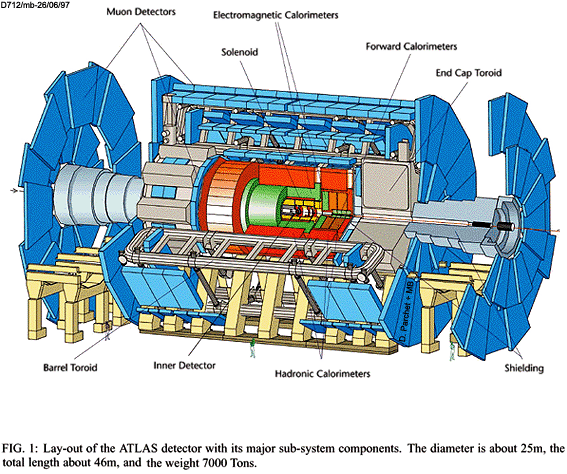 D712/mb-26/06/97
Muon Detectors
Electromagnetic Calorimeters
Solenoid
Forward Calorimeters
End Cap Toroid
D. Parchet + MB
Barrel Toroid
Inner Detector
Hadronic Calorimeters
Shielding
FIG. 1: Lay-out of the ATLAS detector with its major sub-system components. The diameter is about 25m, the
total length about 46m, and the weight 7000 Tons.